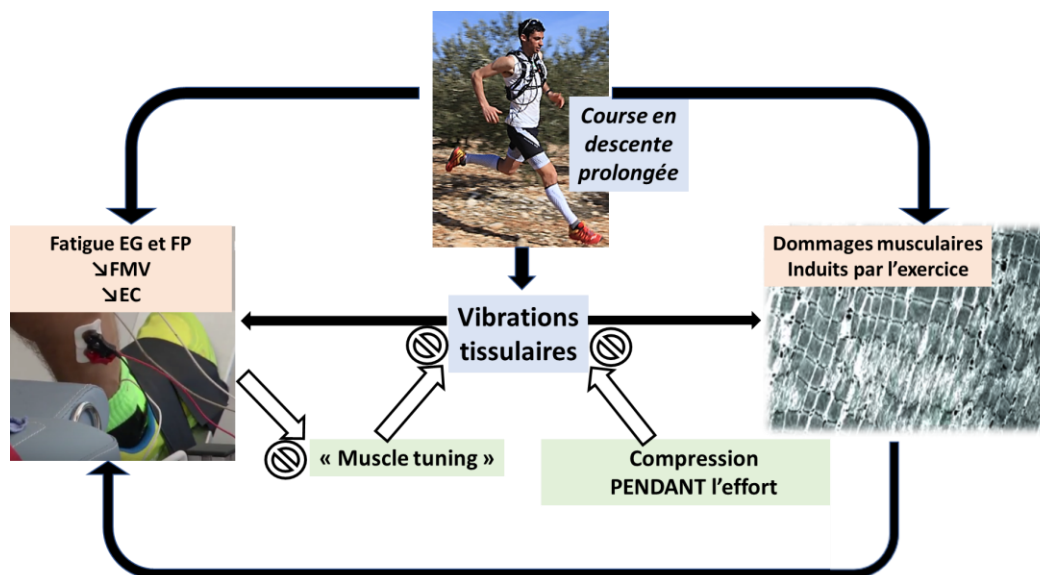 Course en
descente
prolongée
Fatigue EG et FP
↘FMV
↘EC
Dommages musculaires
Induits par l’exercice
Vibrations
tissulaires
« Muscle tuning »
Compression
PENDANT l’effort